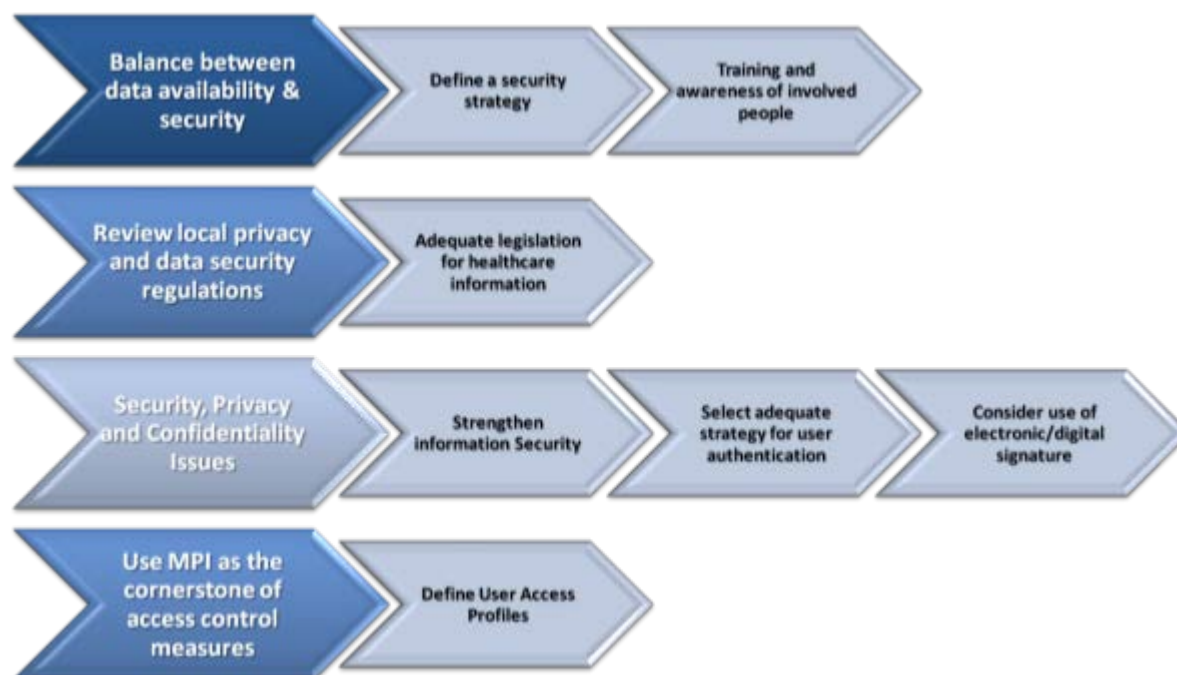 Balance between
data availability &
security
Define a security
strategy
Training and
awareness of involved
people
Review local privacy
and data security
regulations
Adequate legislation
for healthcare
information
Security, Privacy
and Confidentiality
Issues
Strengthen
information Security
Select adequate
strategy for user
authentication
Consider use of
electronic/digital
signature
Use MPI as the
cornerstone of
access control
measures
Define User Access
Profiles